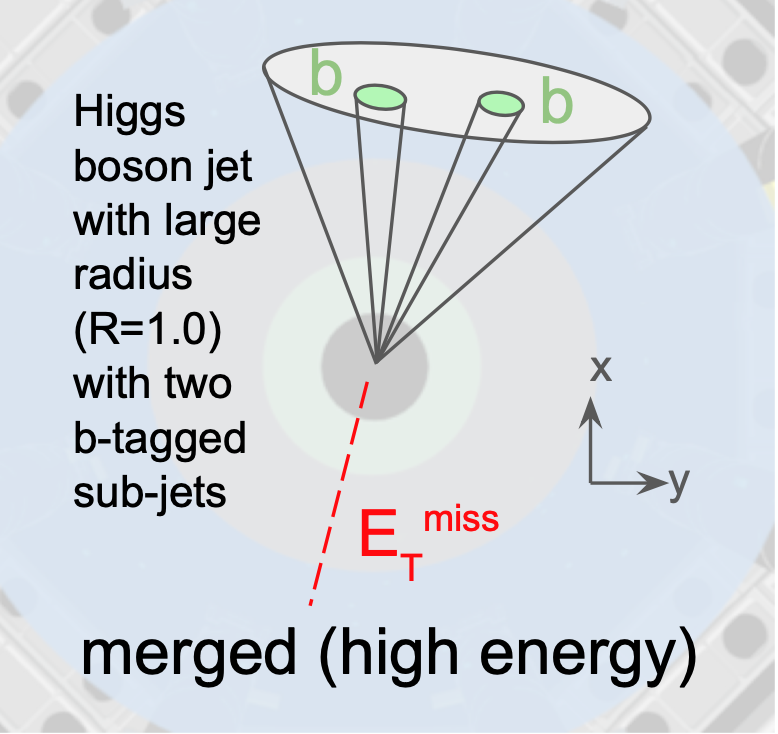 b
b
Higgs
boson jet
with large
radius
(R=1.0)
with two
b-tagged
sub-jets
x
y
E_T^miss
merged (high energy)